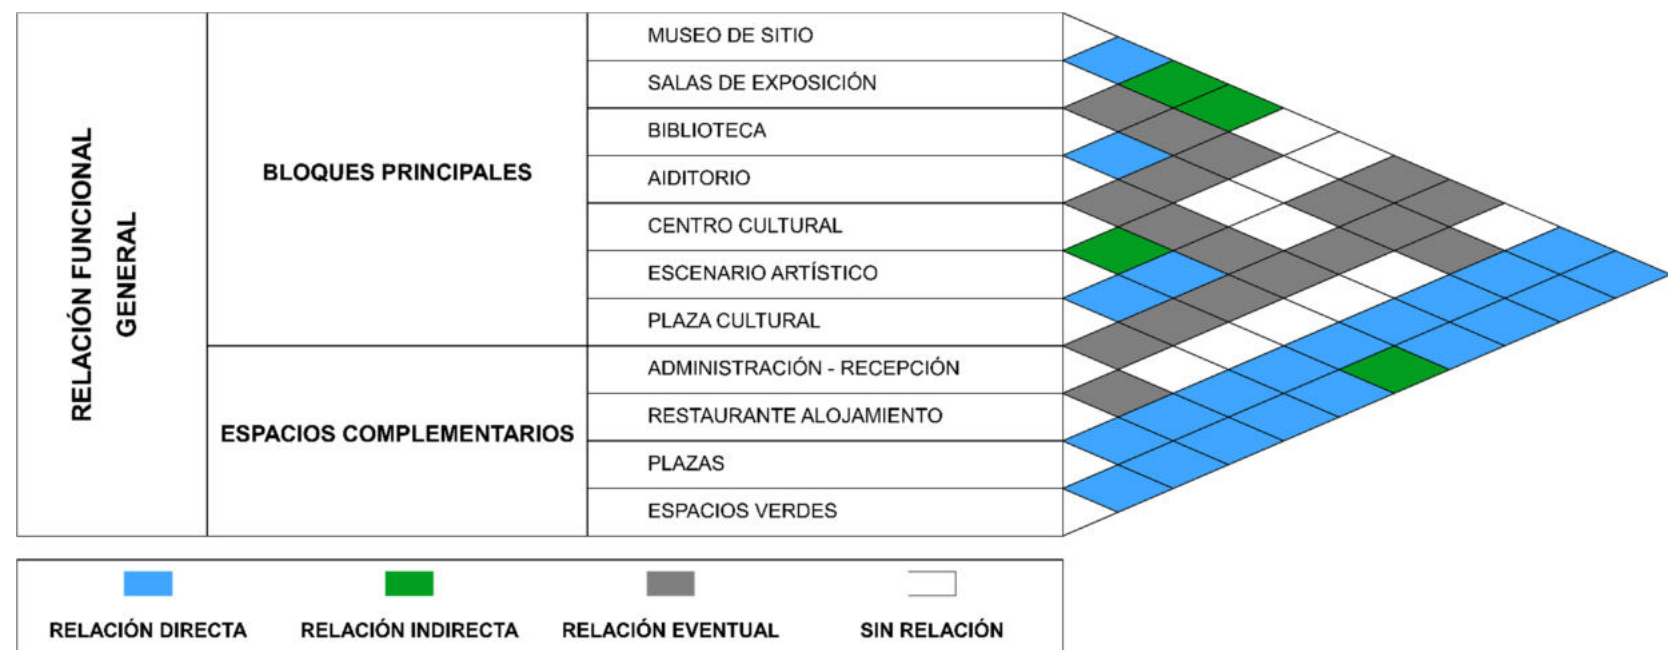 RELACIÓN FUNCIONAL
GENERAL
BLOQUES PRINCIPALES
MUSEO DE SITIO
SALAS DE EXPOSICIÓN
BIBLIOTECA
AIDITORIO
CENTRO CULTURAL
ESCENARIO ARTÍSTICO
PLAZA CULTURAL
ESPACIOS COMPLEMENTARIOS
ADMINISTRACIÓN - RECEPCIÓN
RESTAURANTE ALOJAMIENTO
PLAZAS
ESPACIOS VERDES
RELACIÓN DIRECTA
RELACIÓN INDIRECTA
RELACIÓN EVENTUAL
SIN RELACIÓN